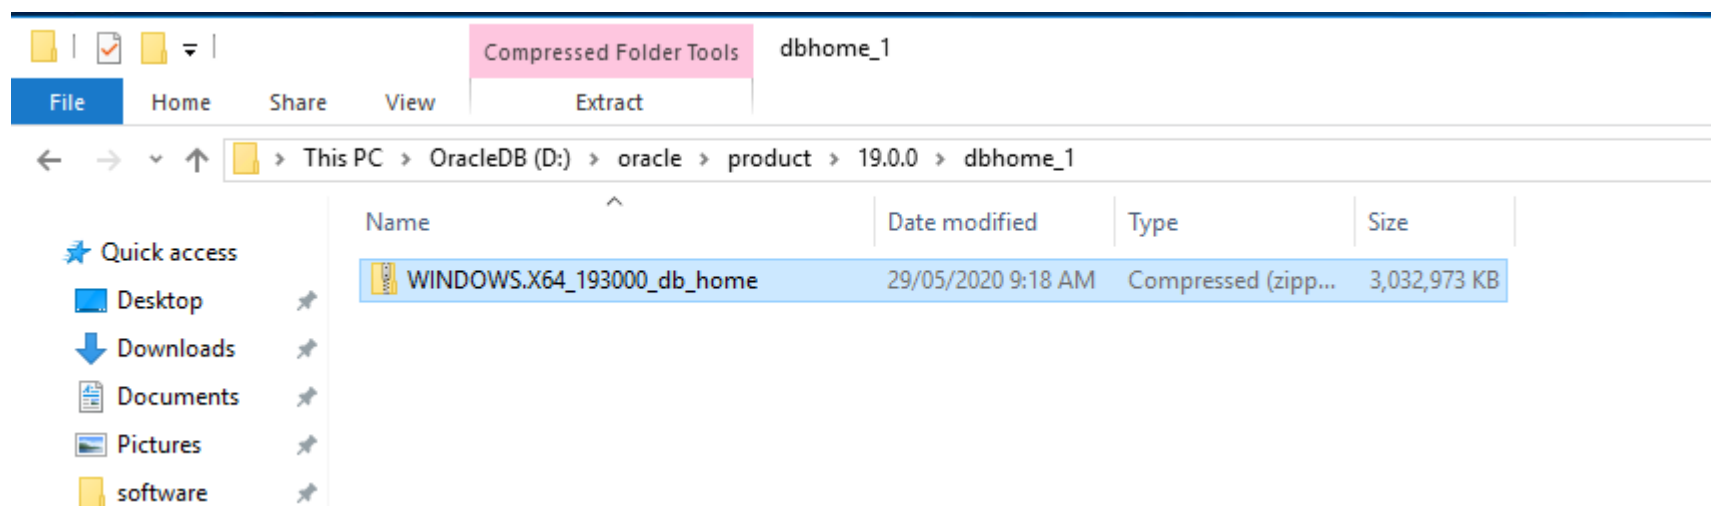 Compressed Folder Tools dbhome_1
File Home Share View Extract
This PC > OracleDB (D:) > oracle > product > 19.0.0 > dbhome_1
Name Date modified Type Size
Quick access
WINDOWS.X64_193000_db_home 29/05/2020 9:18 AM Compressed (zipp... 3,032,973 KB
Desktop
Downloads
Documents
Pictures
software